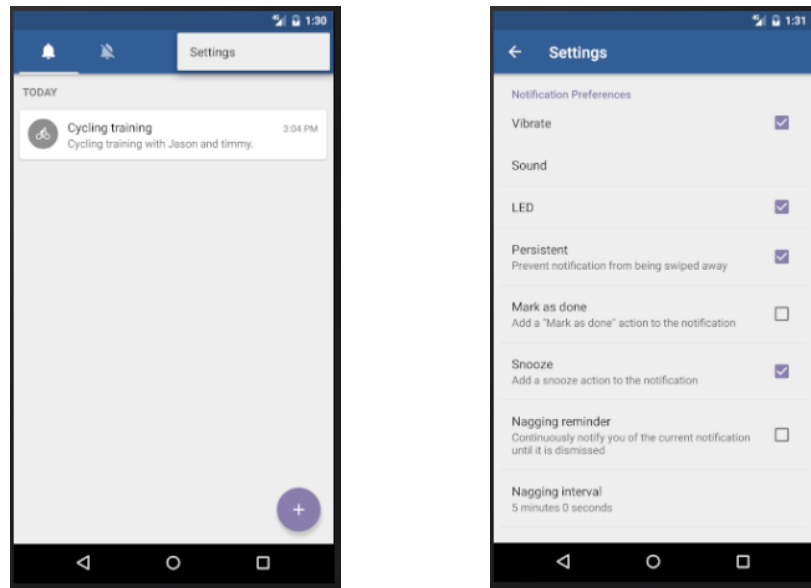 1:30
Settings
TODAY
Cycling training
3:04 PM
Cycling training with Jason and timmy.
1:31
Settings
Notification Preferences
Vibrate
Sound
LED
Persistent
Prevent notification from being swiped away
Mark as done
Add a "Mark as done" action to the notification
Snooze
Add a snooze action to the notification
Nagging reminder
Continuously notify you of the current notification
until it is dismissed
Nagging interval
5 minutes 0 seconds